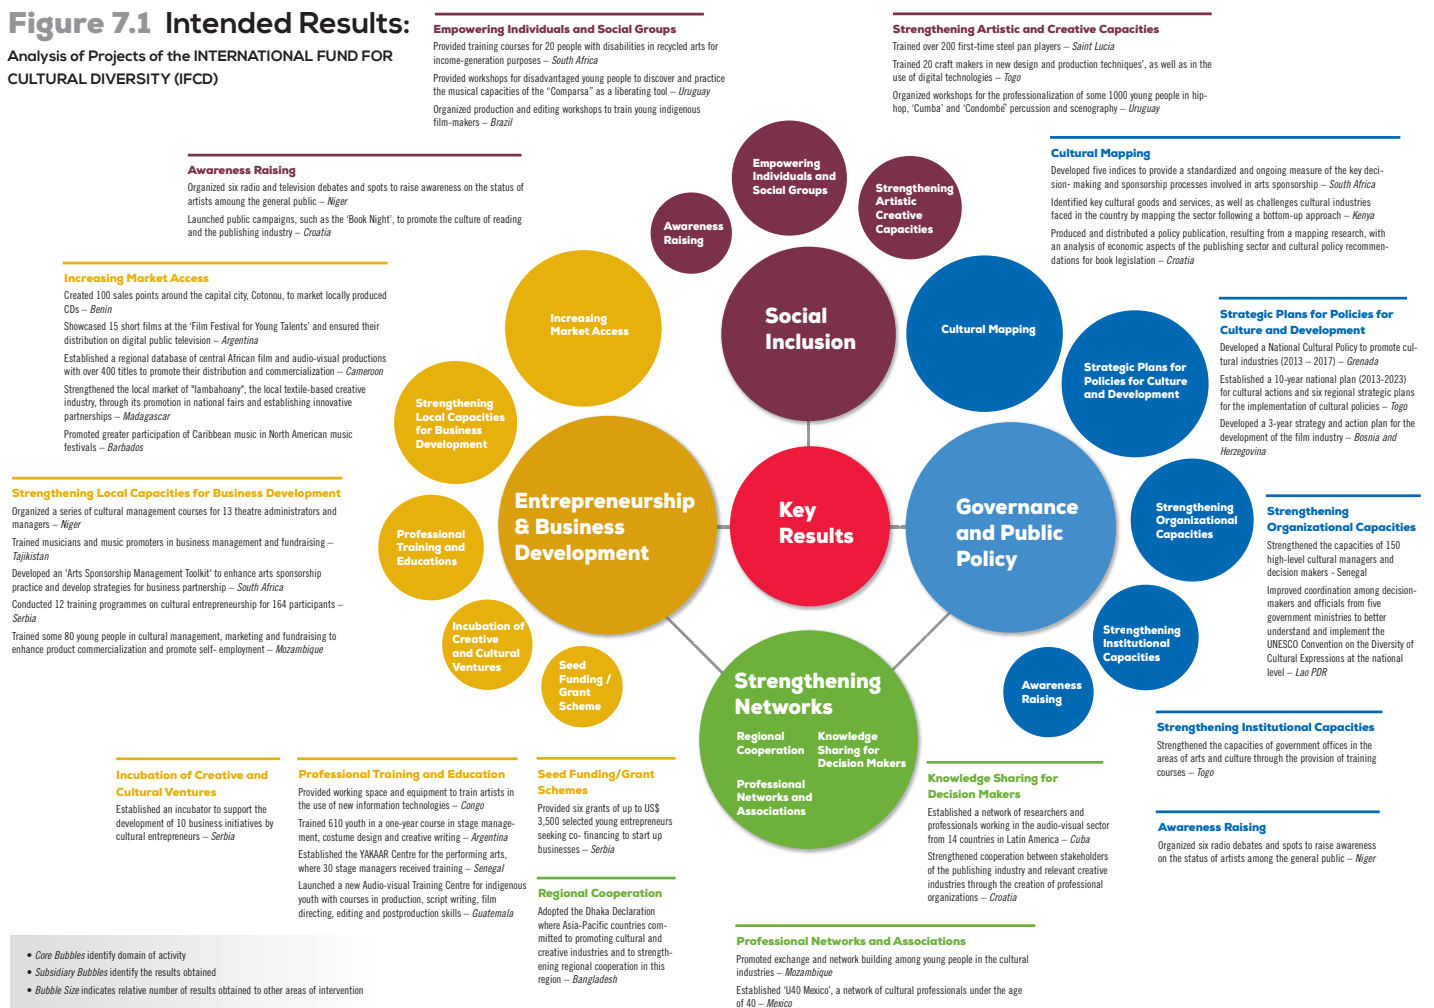 Figure 7.1 Intended Results:
Analysis of Projects of the INTERNATIONAL FUND FOR
CULTURAL DIVERSITY (IFCD)
Empowering Individuals and Social Groups
Provided training courses for 20 people with disabilities in recycled arts for
income-generation purposes – South Africa
Provided workshops for disadvantaged young people to discover and practice
the musical capacities of the “Comparsa” as a liberating tool – Uruguay
Organized production and editing workshops to train young indigenous
film-makers – Brazil
Strengthening Artistic and Creative Capacities
Trained over 200 first-time steel pan players – Saint Lucia
Trained 20 craft makers in new design and production techniques', as well as in the
use of digital technologies – Togo
Organized workshops for the professionalization of some 1000 young people in hip-
hop, ‘Cumba’ and ‘Condombé’ percussion and scenography – Uruguay
Awareness Raising
Organized six radio and television debates and spots to raise awareness on the status of
artists amoung the general public – Niger
Launched public campaigns, such as the ‘Book Night’, to promote the culture of reading
and the publishing industry – Croatia
Cultural Mapping
Developed five indices to provide a standardized and ongoing measure of the key deci-
sion- making and sponsorship processes involved in arts sponsorship – South Africa
Identified key cultural goods and services, as well as challenges cultural industries
faced in the country by mapping the sector following a bottom-up approach – Kenya
Produced and distributed a policy publication, resulting from a mapping research, with
an analysis of economic aspects of the publishing sector and cultural policy recommen-
dations for book legislation – Croatia
Increasing Market Access
Created 100 sales points around the capital city, Cotonou, to market locally produced
CDs – Benin
Showcased 15 short films at the ‘Film Festival for Young Talents’ and ensured their
distribution on digital public television – Argentina
Established a regional database of central African film and audio-visual productions
with over 400 titles to promote their distribution and commercialization – Cameroon
Strengthened the local market of "lambahoany", the local textile-based creative
industry, through its promotion in national fairs and establishing innovative
partnerships – Madagascar
Promoted greater participation of Caribbean music in North American music
festivals – Barbados
Strategic Plans for Policies for
Culture and Development
Developed a National Cultural Policy to promote cul-
tural industries (2013 – 2017) – Grenada
Established a 10-year national plan (2013-2023)
for cultural actions and six regional strategic plans
for the implementation of cultural policies – Togo
Developed a 3-year strategy and action plan for the
development of the film industry – Bosnia and
Herzegovina
Strengthening Local Capacities for Business Development
Organized a series of cultural management courses for 13 theatre administrators and
managers – Niger
Trained musicians and music promoters in business management and fundraising –
Tajikistan
Developed an 'Arts Sponsorship Management Toolkit' to enhance arts sponsorship
practice and develop strategies for business partnership – South Africa
Conducted 12 training programmes on cultural entrepreneurship for 164 participants –
Serbia
Trained some 80 young people in cultural management, marketing and fundraising to
enhance product commercialization and promote self- employment – Mozambique
Empowering
Individuals and
Social Groups
Strengthening
Artistic
Creative
Capacities
Awareness
Raising
Social
Inclusion
Increasing
Market Access
Cultural Mapping
Strategic Plans for
Policies for Culture
and Development
Strengthening
Local Capacities
for Business
Development
Entrepreneurship
& Business
Development
Key
Results
Governance
and Public
Policy
Strengthening
Organizational
Capacities
Professional
Training and
Educations
Incubation of
Creative
and Cultural
Ventures
Seed
Funding /
Grant
Scheme
Strengthening
Institutional
Capacities
Awareness
Raising
Strengthening
Networks
Regional
Cooperation
Knowledge
Sharing for
Decision Makers
Professional
Networks and
Associations
Strengthening
Organizational Capacities
Strengthened the capacities of 150
high-level cultural managers and
decision makers - Senegal
Improved coordination among decision-
makers and officials from five
government ministries to better
understand and implement the
UNESCO Convention on the Diversity of
Cultural Expressions at the national
level – Lao PDR
Strengthening Institutional Capacities
Strengthened the capacities of government offices in the
areas of arts and culture through the provision of training
courses – Togo
Awareness Raising
Organized six radio debates and spots to raise awareness
on the status of artists among the general public – Niger
Incubation of Creative and
Cultural Ventures
Established an incubator to support the
development of 10 business initiatives by
cultural entrepreneurs – Serbia
Professional Training and Education
Provided working space and equipment to train artists in
the use of new information technologies – Congo
Trained 610 youth in a one-year course in stage manage-
ment, costume design and creative writing – Argentina
Established the YAKAAR Centre for the performing arts,
where 30 stage managers received training – Senegal
Launched a new Audio-visual Training Centre for indigenous
youth with courses in production, script writing, film
directing, editing and postproduction skills – Guatemala
Seed Funding/Grant
Schemes
Provided six grants of up to US$
3,500 selected young entrepreneurs
seeking co- financing to start up
businesses – Serbia
Regional Cooperation
Adopted the Dhaka Declaration
where Asia-Pacific countries com-
mitted to promoting cultural and
creative industries and to strength-
ening regional cooperation in this
region – Bangladesh
Knowledge Sharing for
Decision Makers
Established a network of researchers and
professionals working in the audio-visual sector
from 14 countries in Latin America – Cuba
Strengthened cooperation between stakeholders
of the publishing industry and relevant creative
industries through the creation of professional
organizations – Croatia
Professional Networks and Associations
Promoted exchange and network building among young people in the cultural
industries – Mozambique
Established ‘U40 Mexico’, a network of cultural professionals under the age
of 40 – Mexico
• Core Bubbles identify domain of activity
• Subsidiary Bubbles identify the results obtained
• Bubble Size indicates relative number of results obtained to other areas of intervention